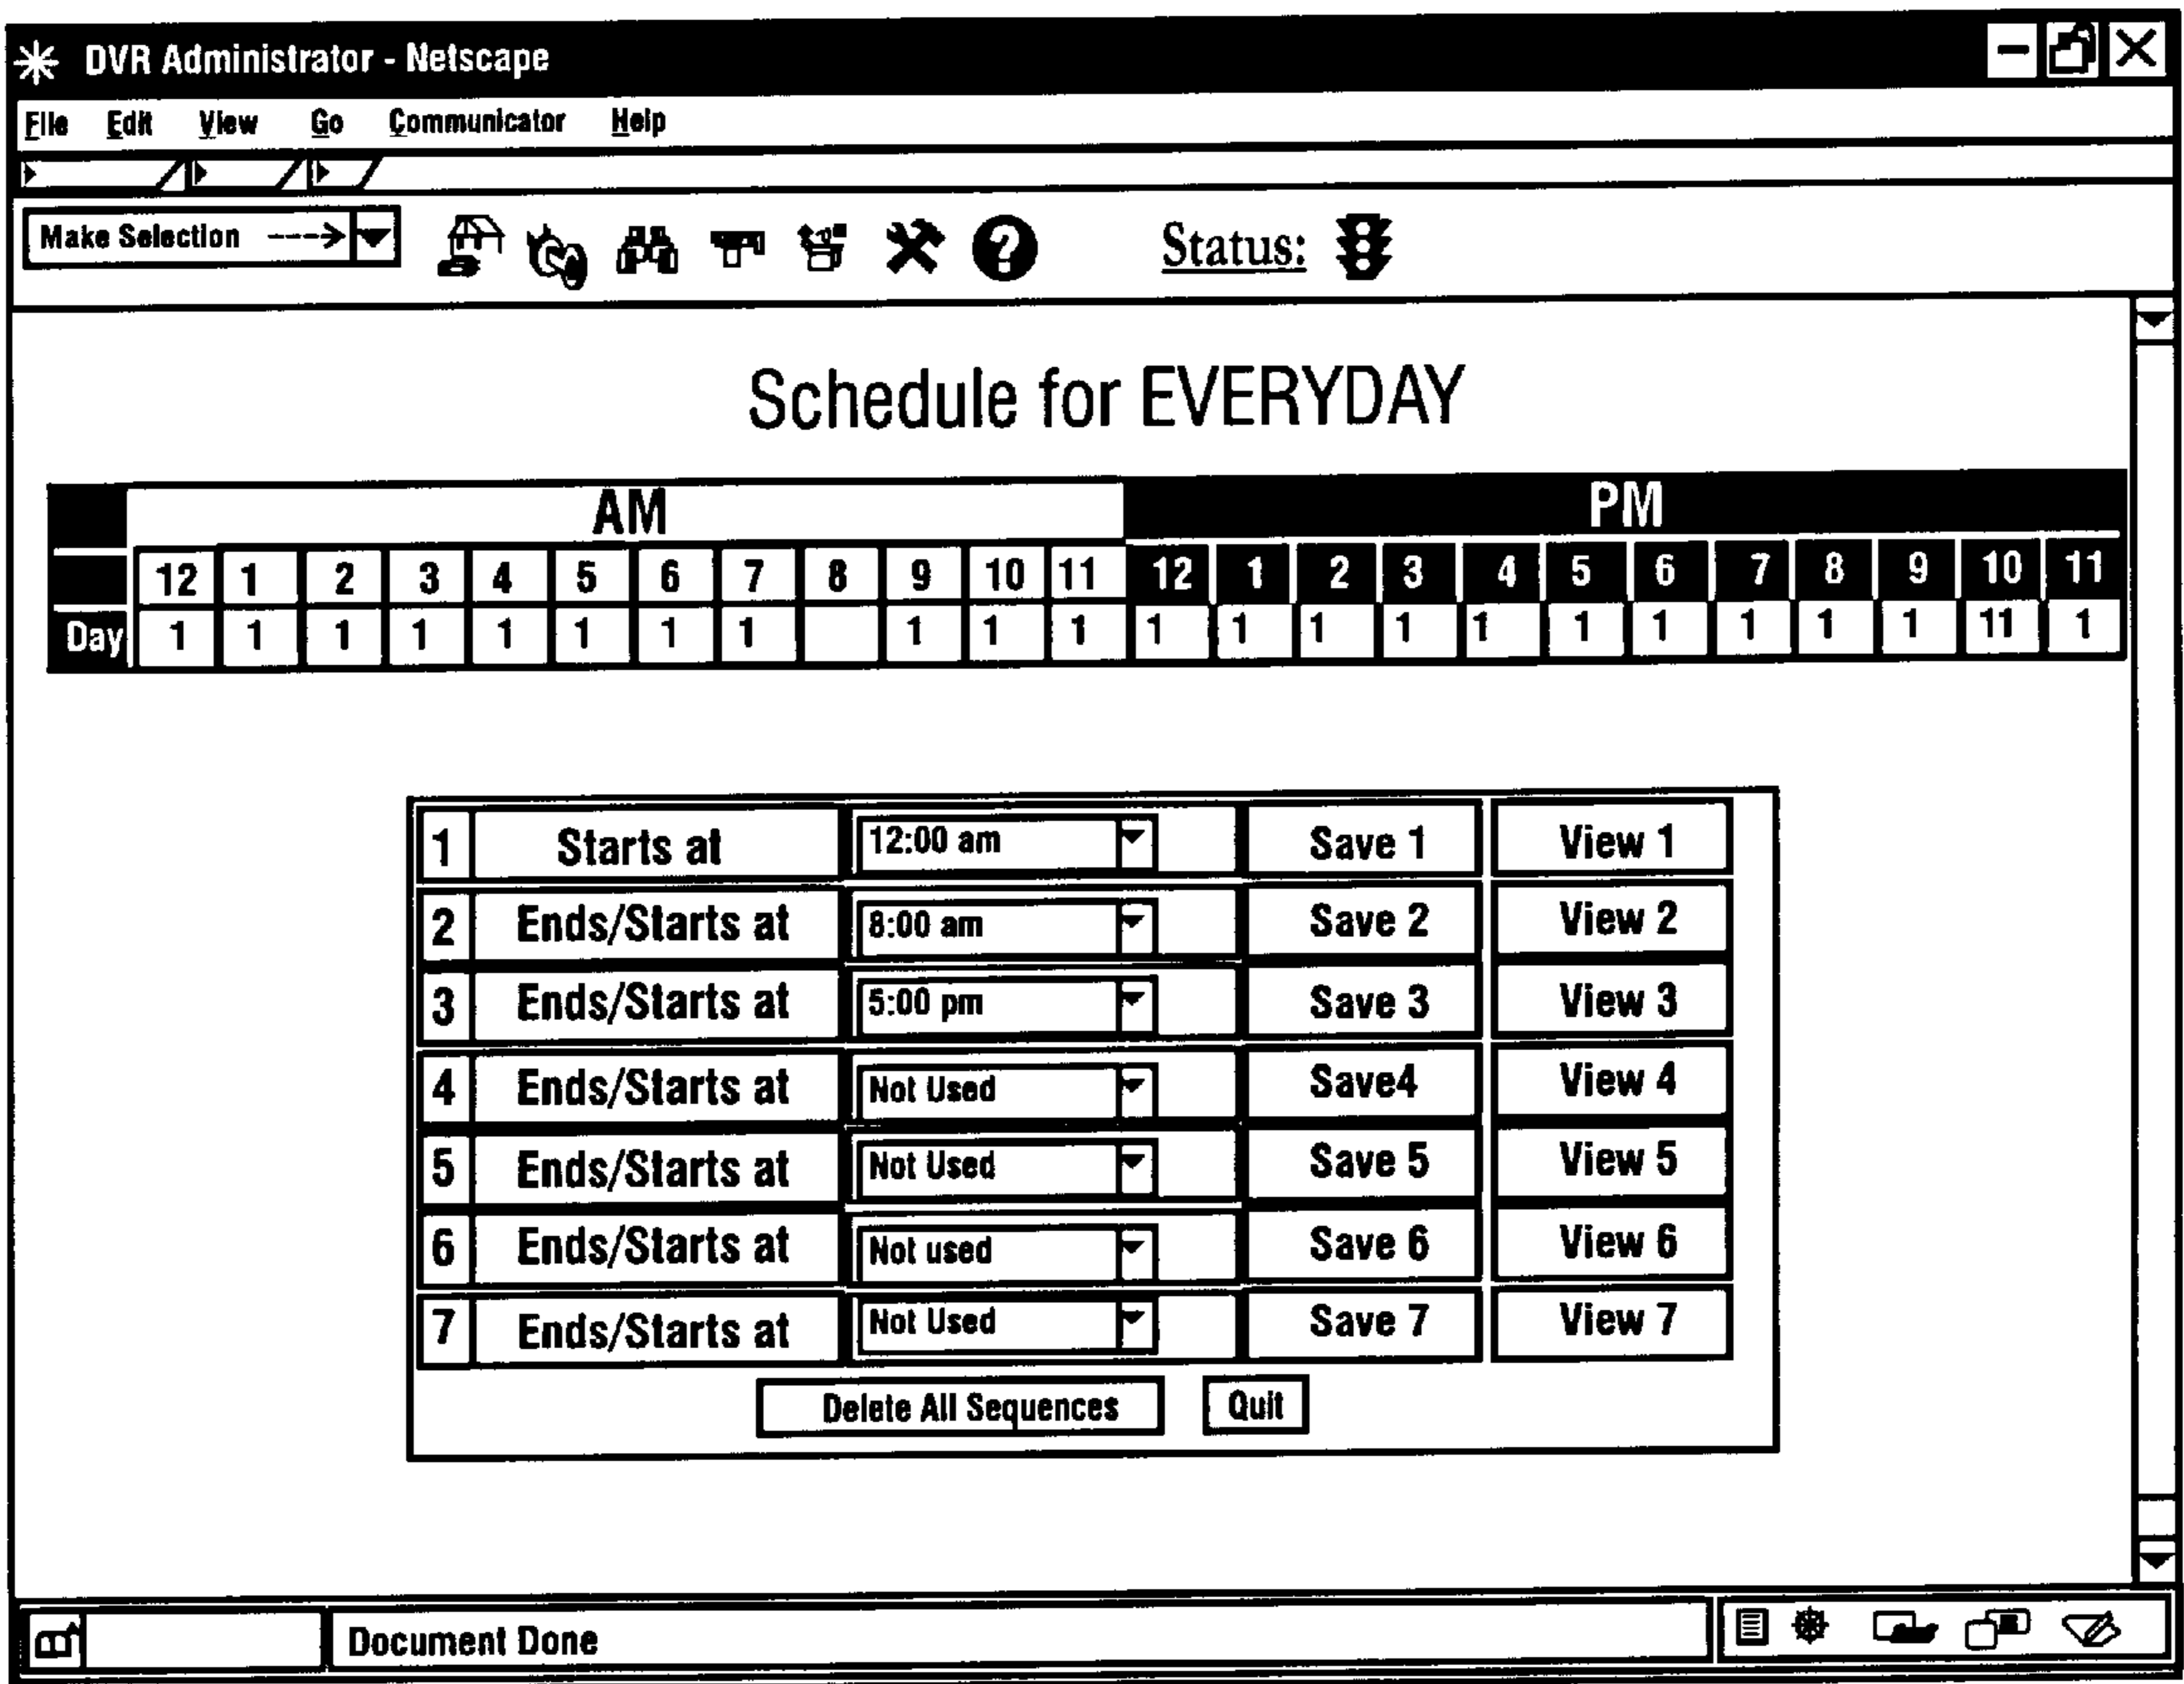 DVR Administrator - Netscape
File Edit View Go Communicator Help
Make Selection ---->
? Status:
Schedule for EVERYDAY
AM PM
12 1 2 3 4 5 6 7 8 9 10 11 12 1 2 3 4 5 6 7 8 9 10 11
Day 1 1 1 1 1 1 1 1 1 1 1 1 1 1 1 1 1 1 1 1 1 11 1
1 Starts at 12:00 am Save 1 View 1
2 Ends/Starts at 8:00 am Save 2 View 2
3 Ends/Starts at 5:00 pm Save 3 View 3
4 Ends/Starts at Not Used Save4 View 4
5 Ends/Starts at Not Used Save 5 View 5
6 Ends/Starts at Not used Save 6 View 6
7 Ends/Starts at Not Used Save 7 View 7
Delete All Sequences Quit
Document Done